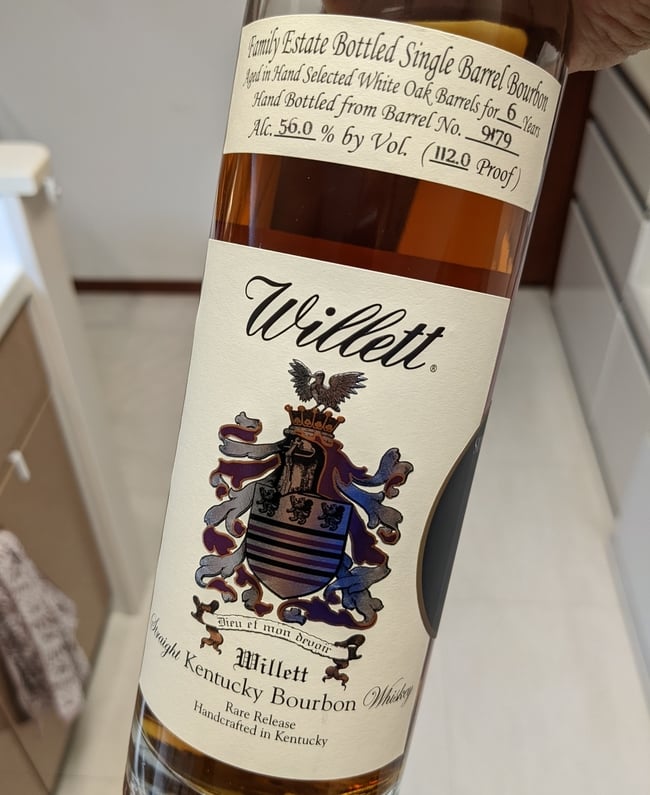 Family Estate Bottled Single Barrel Bourbon
Aged in Hand Selected White Oak Barrels for 6 Years
Hand Bottled from Barrel No. 9179
Alc. 56.0 % by Vol. (112.0 Proof)
Willett®
Dieu et mon devoir
Willett
Straight Kentucky Bourbon Whiskey
Rare Release
Handcrafted in Kentucky